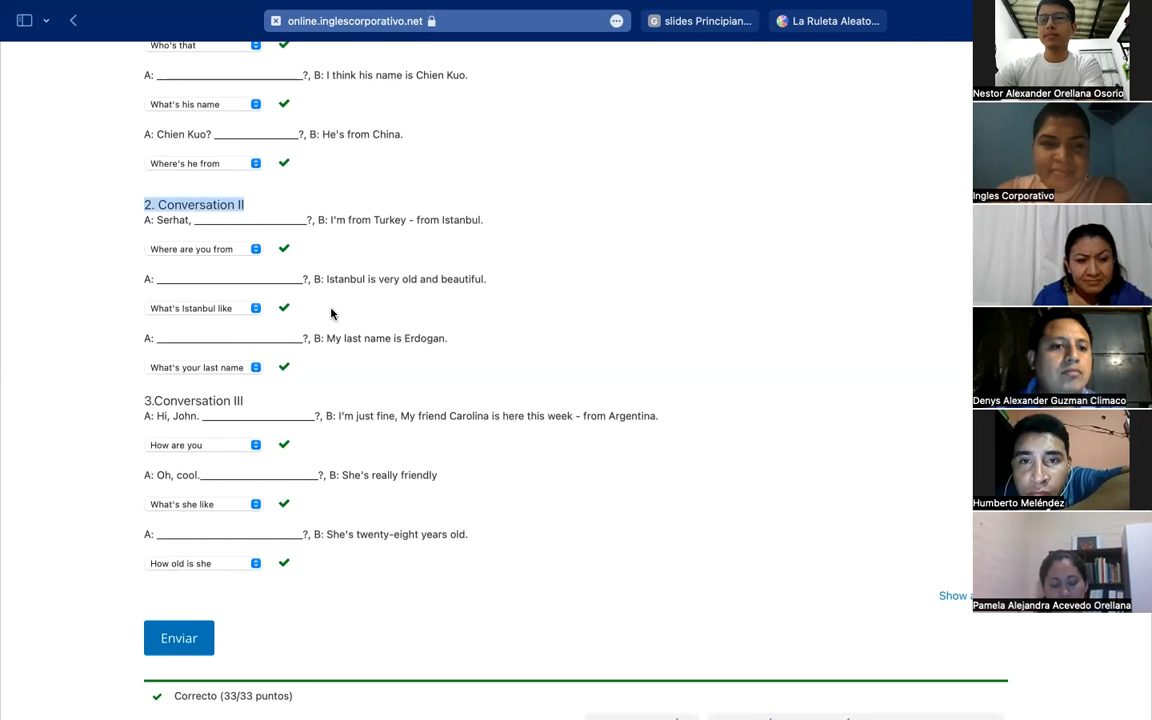 online.inglescorporativo.net
slides Principian...
La Ruleta Aleato...
Who's that
A: ________________________?, B: I think his name is Chien Kuo.
What's his name
A: Chien Kuo? ______________?, B: He's from China.
Where's he from
2. Conversation II
A: Serhat, ___________________?, B: I'm from Turkey - from Istanbul.
Where are you from
A: ________________________?, B: Istanbul is very old and beautiful.
What's Istanbul like
A: ________________________?, B: My last name is Erdogan.
What's your last name
3.Conversation III
A: Hi, John. ___________________?, B: I'm just fine, My friend Carolina is here this week - from Argentina.
How are you
A: Oh, cool.____________________?, B: She's really friendly
What's she like
A: ________________________?, B: She's twenty-eight years old.
How old is she
Show
Enviar
Correcto (33/33 puntos)
Nestor Alexander Orellana Osorio
Ingles Corporativo
Denys Alexander Guzman Climaco
Humberto Meléndez
Pamela Alejandra Acevedo Orellana